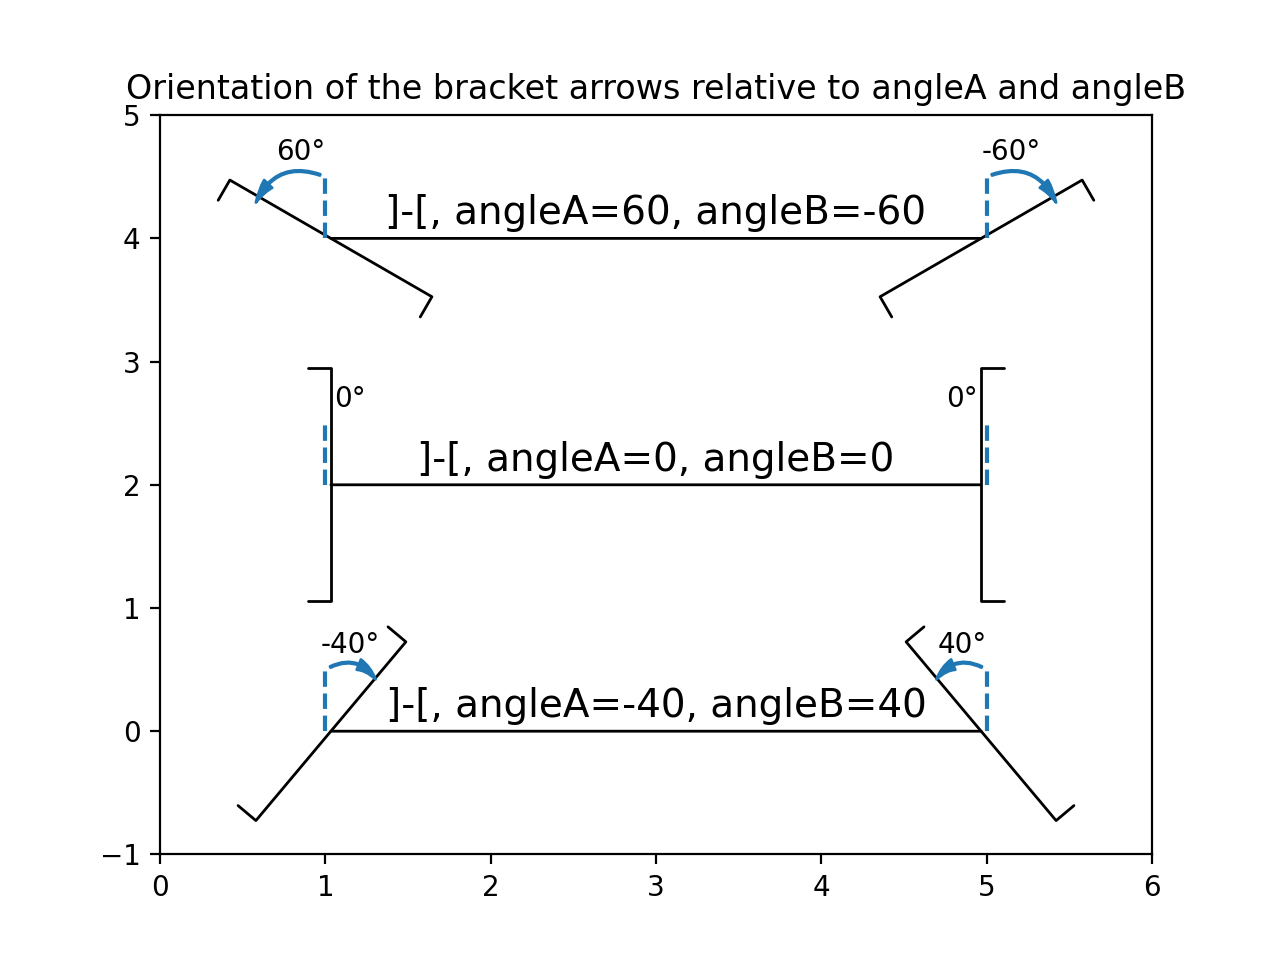 Orientation of the bracket arrows relative to angleA and angleB
5
60°
-60°
]-[, angleA=60, angleB=-60
4
3
0°
0°
]-[, angleA=0, angleB=0
2
1
-40°
40°
]-[, angleA=-40, angleB=40
0
−1
0 1 2 3 4 5 6